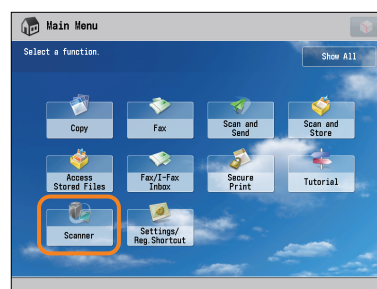 Main Menu
Select a function.
Show All
Copy
Fax
Scan and
Send
Scan and
Store
Access
Stored Files
Fax/I-Fax
Inbox
Secure
Print
Tutorial
Scanner
Settings/
Reg.Shortcut